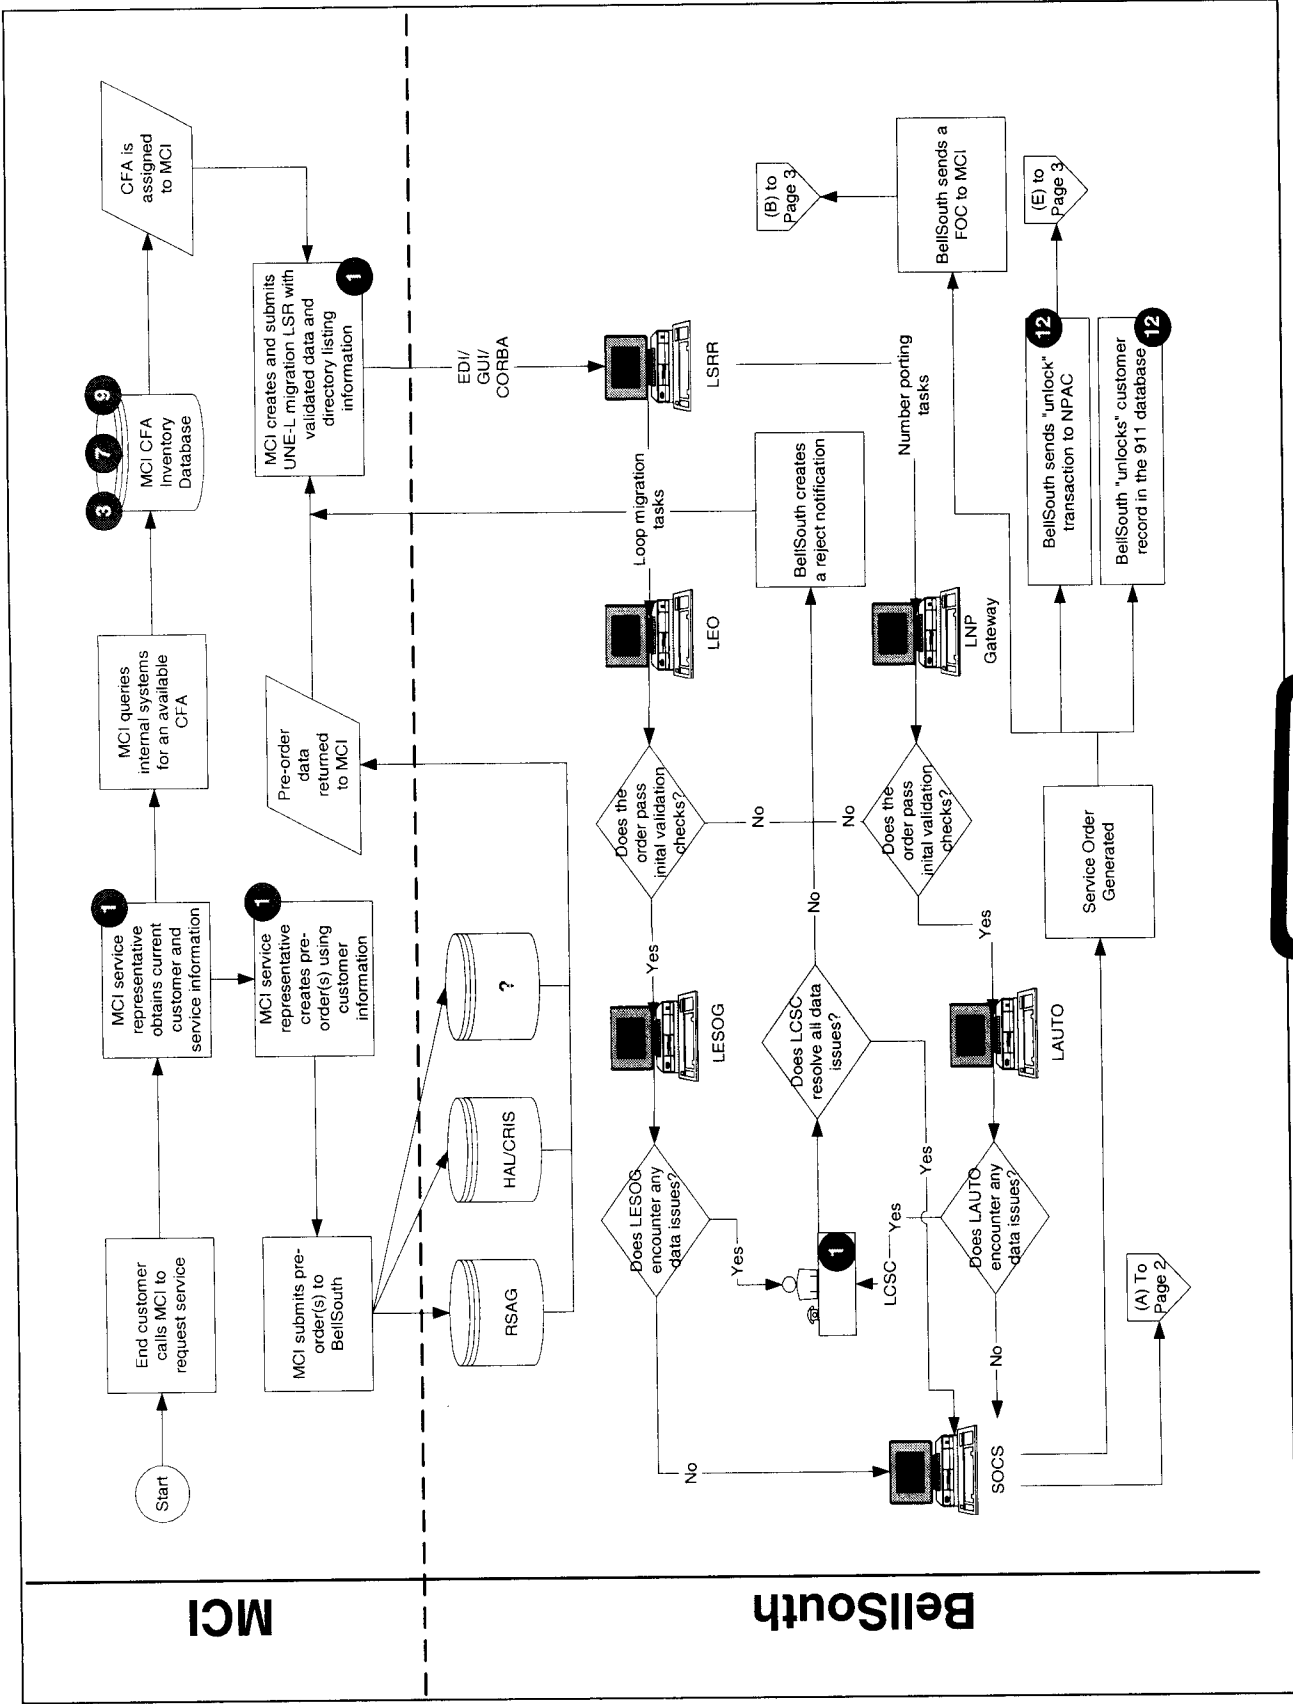 MCI
Start
End customer
calls MCI to
request service
MCI service
representative
obtains current
customer and
service information
1
MCI queries
internal systems
for an available
CFA
3
7
9
MCI CFA
Inventory
Database
CFA is
assigned
to MCI
MCI submits pre-
order(s) to
BellSouth
MCI service
representative
creates pre-
order(s) using
customer
information
1
Pre-order
data
returned
to MCI
MCI creates and submits
UNE-L migration LSR with
validated data and
directory listing
information
1
BellSouth
RSAG
HAL/CRIS
?
EDI/
GUI/
CORBA
LSRR
Loop migration
tasks
LEO
Does the
order pass
inital validation
checks?
No
Yes
LESOG
Does LESOG
encounter any
data issues?
Yes
No
Number porting
tasks
LNP
Gateway
Does the
order pass
inital validation
checks?
No
Yes
LAUTO
Does LAUTO
encounter any
data issues?
Yes
No
LCSC
1
Does LCSC
resolve all data
issues?
No
Yes
BellSouth creates
a reject notification
SOCS
(A) To
Page 2
Service Order
Generated
BellSouth sends a
FOC to MCI
(B) to
Page 3
BellSouth sends "unlock"
transaction to NPAC
12
(E) to
Page 3
BellSouth "unlocks" customer
record in the 911 database
12